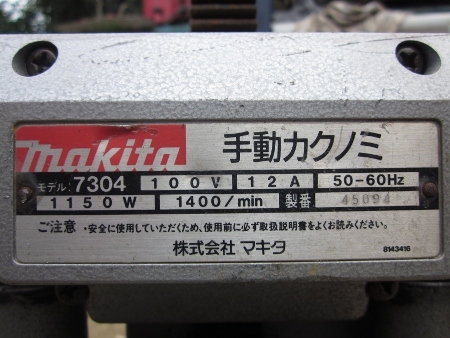 makita 手動カクノミ
モデル: 7304 100V 12A 50-60Hz
1150W 1400/min 製番 45094
ご注意 ・安全に使用していただくため、使用前に必ず取扱説明書をよくお読みください。
株式会社 マキタ
8143416